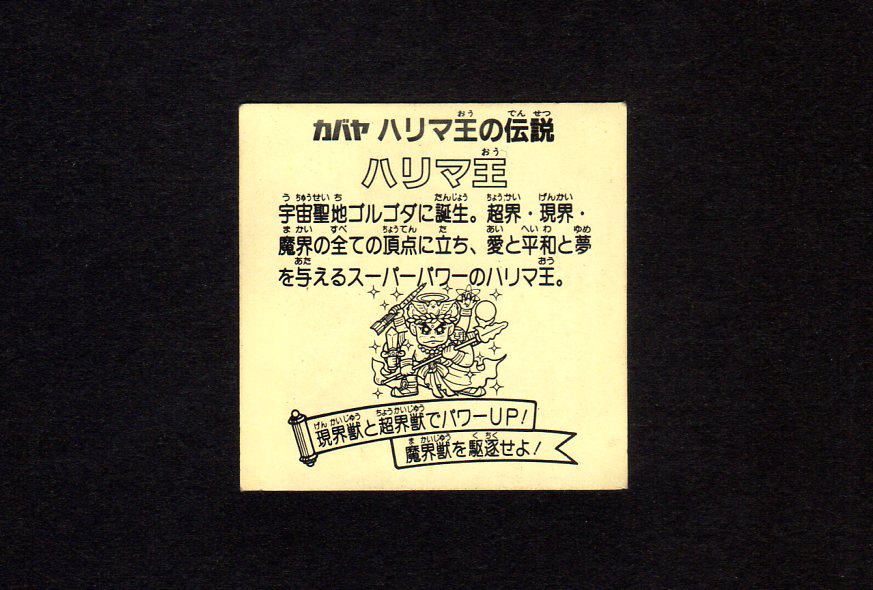 カバヤ ハリマ王の伝説
ハリマ王
宇宙聖地ゴルゴダに誕生。超界・現界・
魔界の全ての頂点に立ち、愛と平和と夢
を与えるスーパーパワーのハリマ王。
現界獣と超界獣でパワーUP!
魔界獣を駆逐せよ!